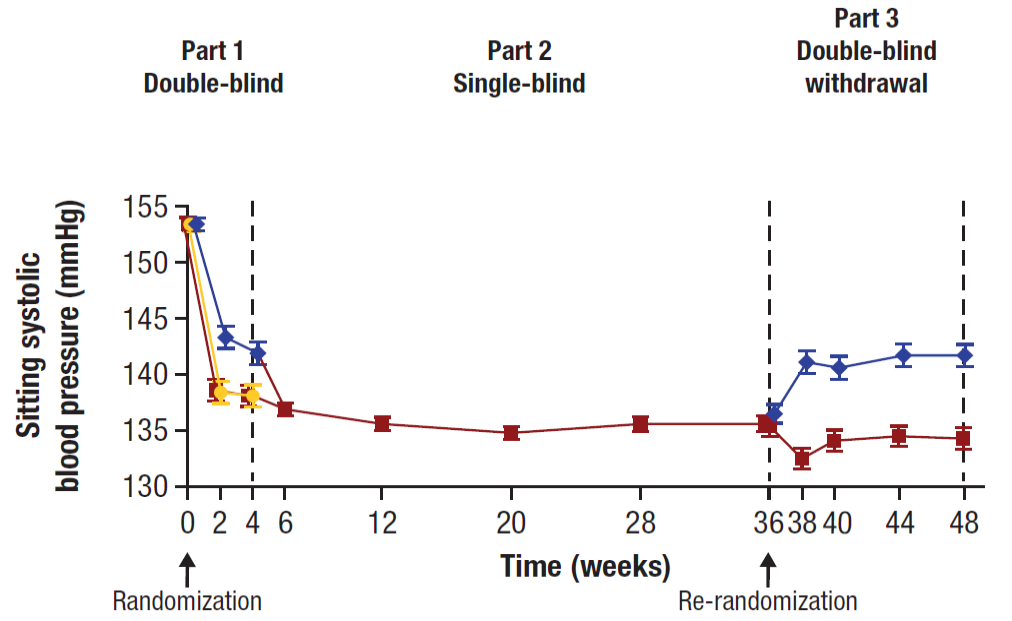 Part 1
Double-blind
Part 2
Single-blind
Part 3
Double-blind
withdrawal
Sitting systolic
blood pressure (mmHg)
155
150
145
140
135
130
0 2 4 6 12 20 28 36 38 40 44 48
Time (weeks)
Randomization
Re-randomization